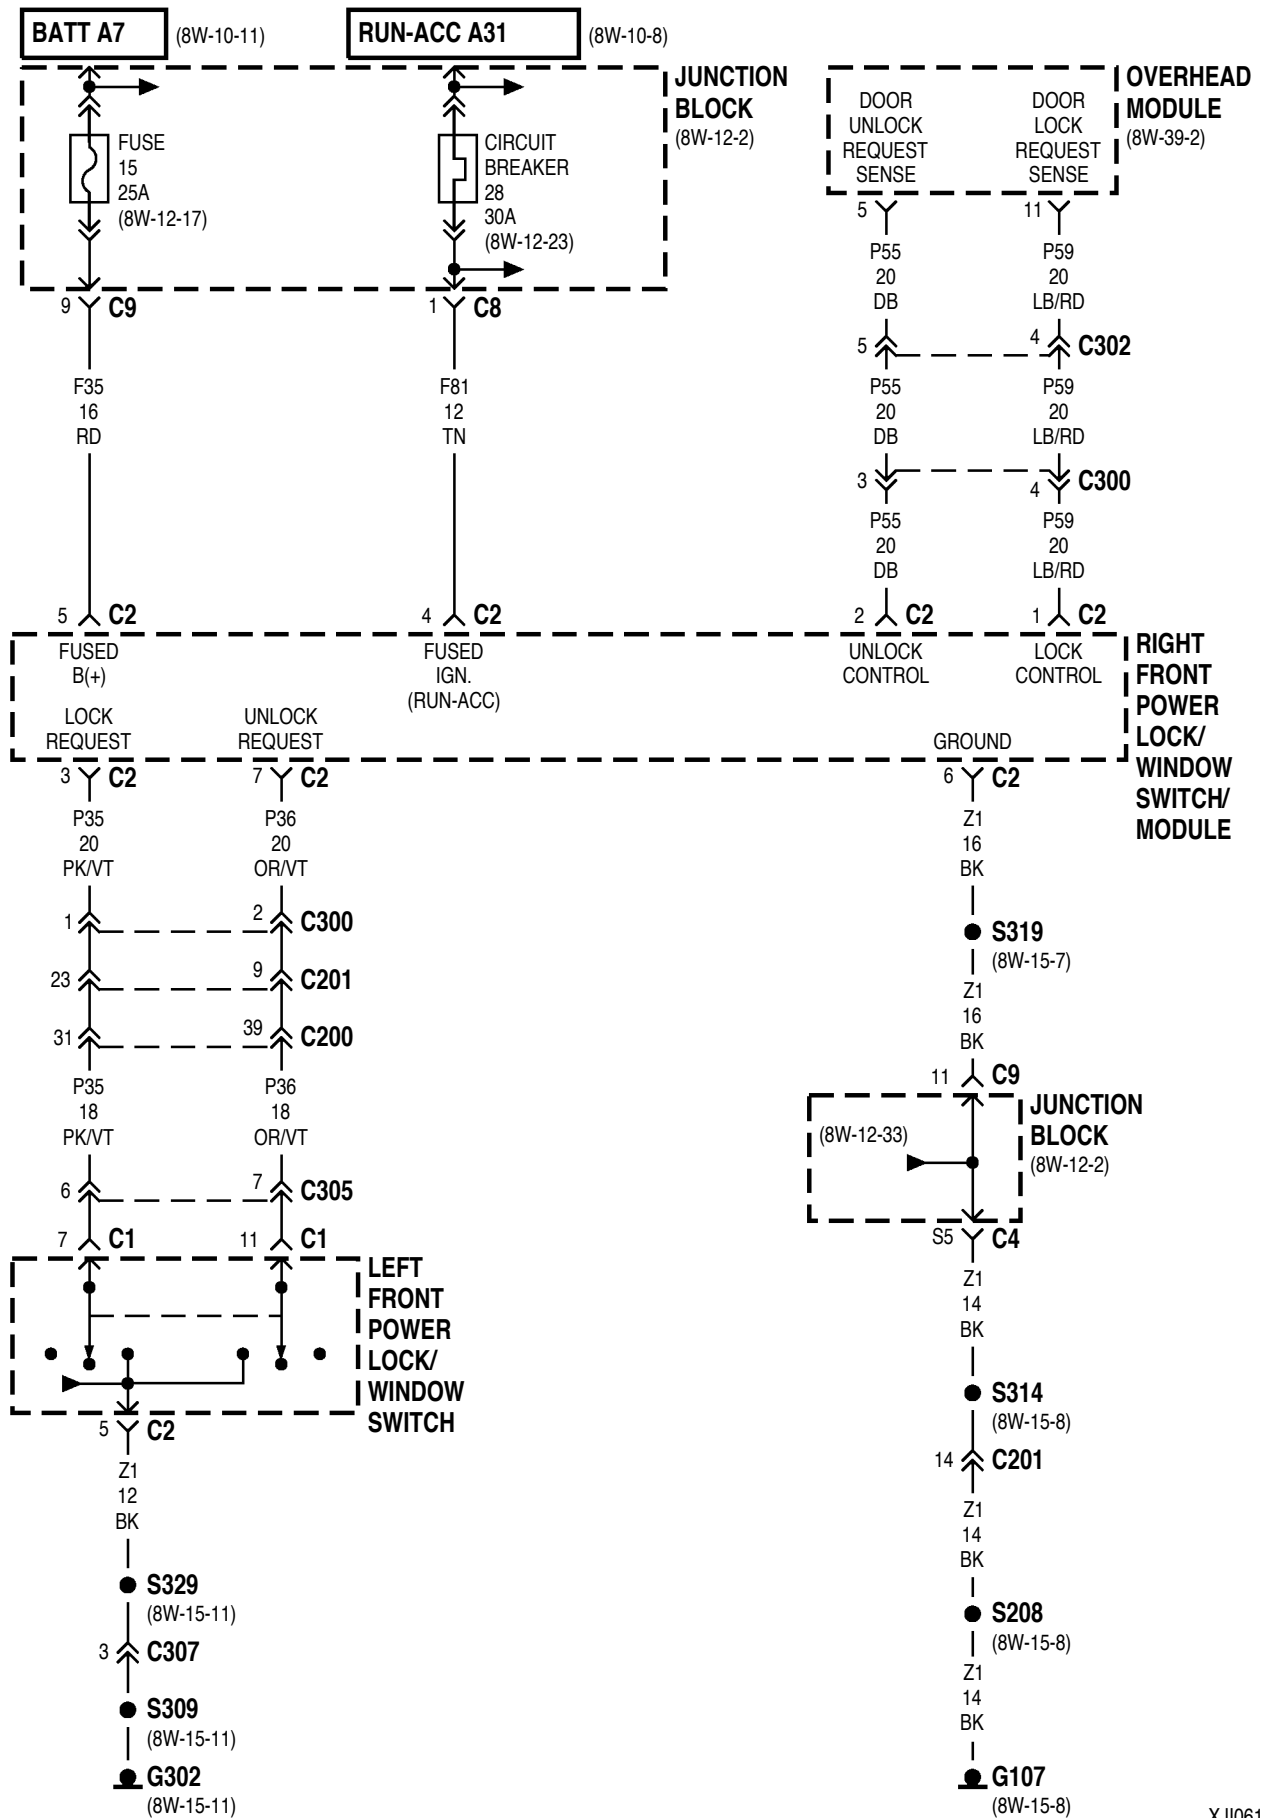 BATT A7 (8W-10-11)
RUN-ACC A31 (8W-10-8)
JUNCTION
BLOCK
(8W-12-2)
FUSE
15
25A
(8W-12-17)
CIRCUIT
BREAKER
28
30A
(8W-12-23)
OVERHEAD
MODULE
(8W-39-2)
DOOR
UNLOCK
REQUEST
SENSE
DOOR
LOCK
REQUEST
SENSE
9 C9
1 C8
5
11
F35
16
RD
F81
12
TN
P55
20
DB
P59
20
LB/RD
5
4 C302
P55
20
DB
P59
20
LB/RD
3
4 C300
P55
20
DB
P59
20
LB/RD
5 C2
4 C2
2 C2
1 C2
FUSED
B(+)
FUSED
IGN.
(RUN-ACC)
UNLOCK
CONTROL
LOCK
CONTROL
LOCK
REQUEST
UNLOCK
REQUEST
GROUND
RIGHT
FRONT
POWER
LOCK/
WINDOW
SWITCH/
MODULE
3 C2
7 C2
6 C2
P35
20
PK/VT
P36
20
OR/VT
Z1
16
BK
1
2 C300
23
9 C201
31
39 C200
P35
18
PK/VT
P36
18
OR/VT
6
7 C305
7 C1
11 C1
LEFT
FRONT
POWER
LOCK/
WINDOW
SWITCH
5 C2
Z1
12
BK
S329
(8W-15-11)
3 C307
S309
(8W-15-11)
G302
(8W-15-11)
S319
(8W-15-7)
Z1
16
BK
11 C9
(8W-12-33)
JUNCTION
BLOCK
(8W-12-2)
S5 C4
Z1
14
BK
S314
(8W-15-8)
14 C201
Z1
14
BK
S208
(8W-15-8)
Z1
14
BK
G107
(8W-15-8)